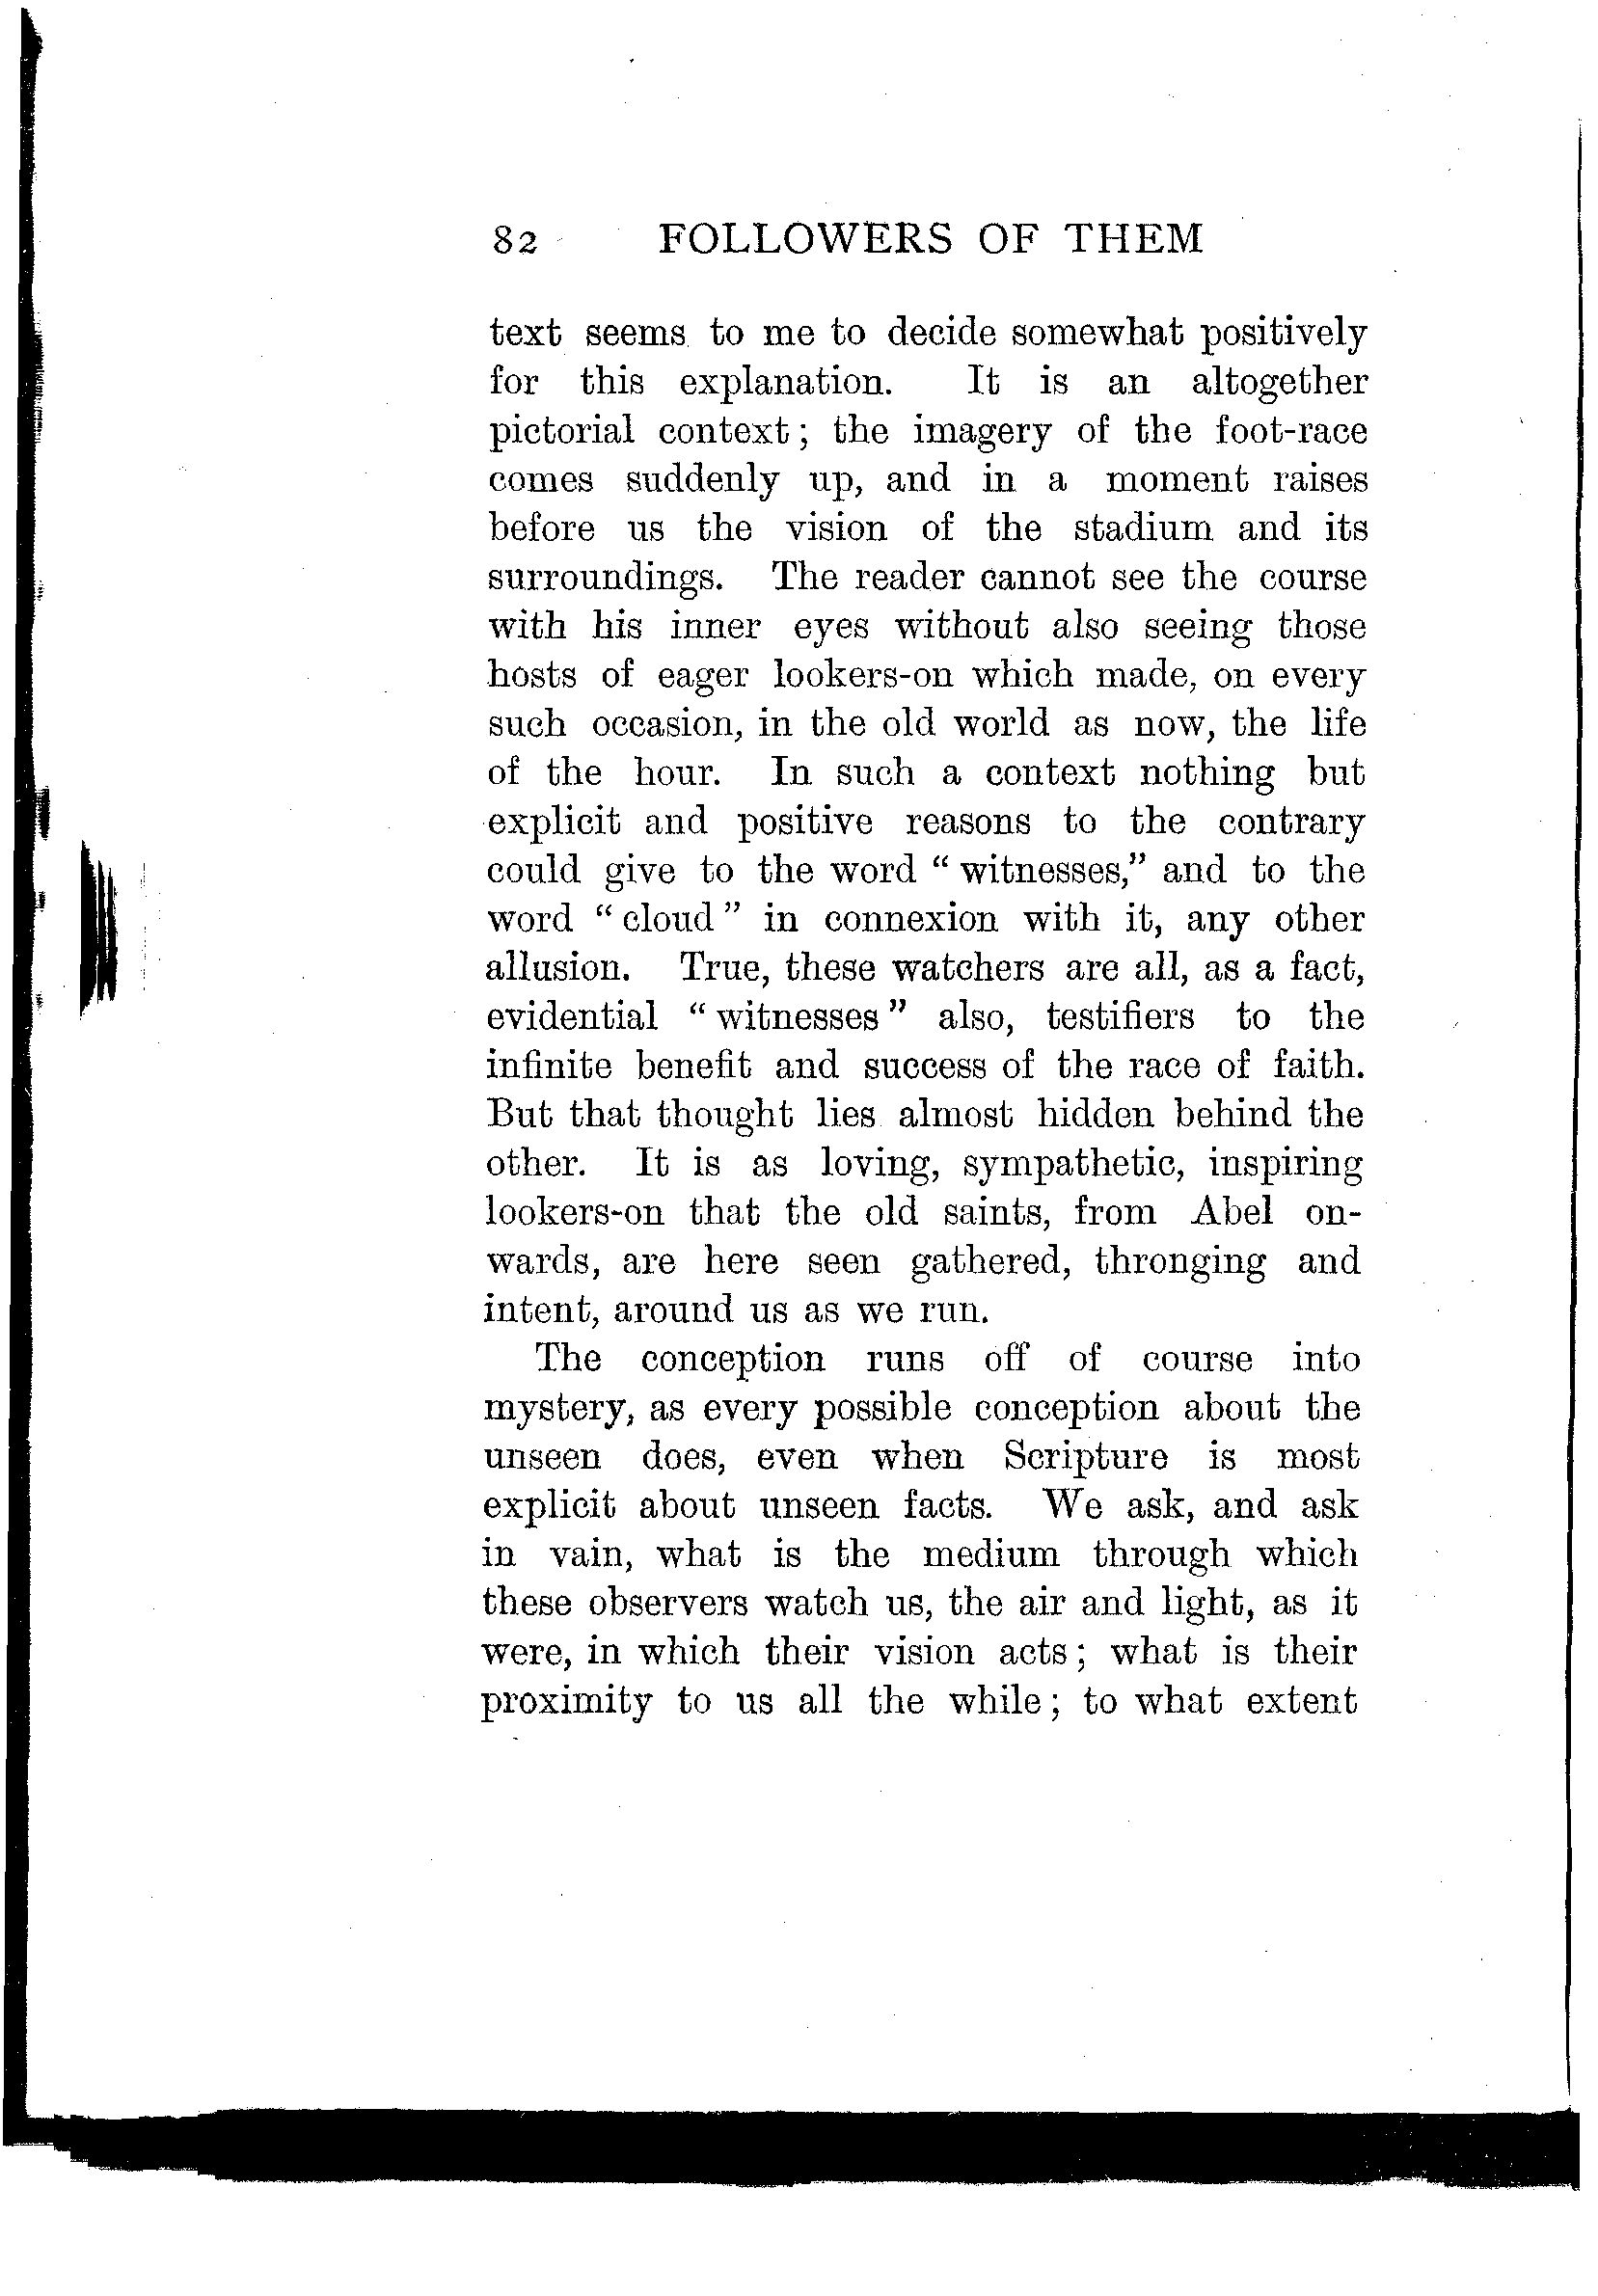 82 FOLLOWERS OF THEM
text seems to me to decide somewhat positively
for this explanation. It is an altogether
pictorial context; the imagery of the foot-race
comes suddenly up, and in a moment raises
before us the vision of the stadium and its
surroundings. The reader cannot see the course
with his inner eyes without also seeing those
hosts of eager lookers-on which made, on every
such occasion, in the old world as now, the life
of the hour. In such a context nothing but
explicit and positive reasons to the contrary
could give to the word “witnesses,” and to the
word “cloud” in connexion with it, any other
allusion. True, these watchers are all, as a fact,
evidential “witnesses” also, testifiers to the
infinite benefit and success of the race of faith.
But that thought lies almost hidden behind the
other. It is as loving, sympathetic, inspiring
lookers-on that the old saints, from Abel on-
wards, are here seen gathered, thronging and
intent, around us as we run.
The conception runs off of course into
mystery, as every possible conception about the
unseen does, even when Scripture is most
explicit about unseen facts. We ask, and ask
in vain, what is the medium through which
these observers watch us, the air and light, as it
were, in which their vision acts; what is their
proximity to us all the while; to what extent